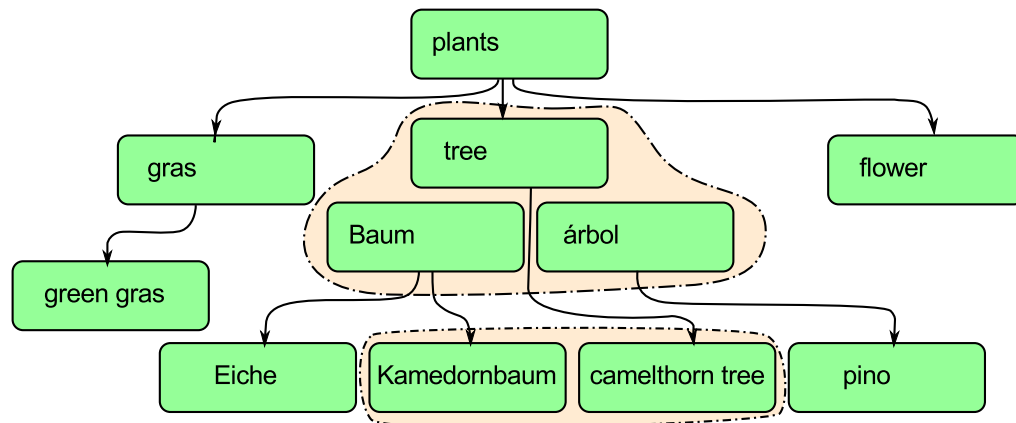 plants
gras
tree
flower
Baum
árbol
green gras
Eiche
Kamedornbaum
camelthorn tree
pino